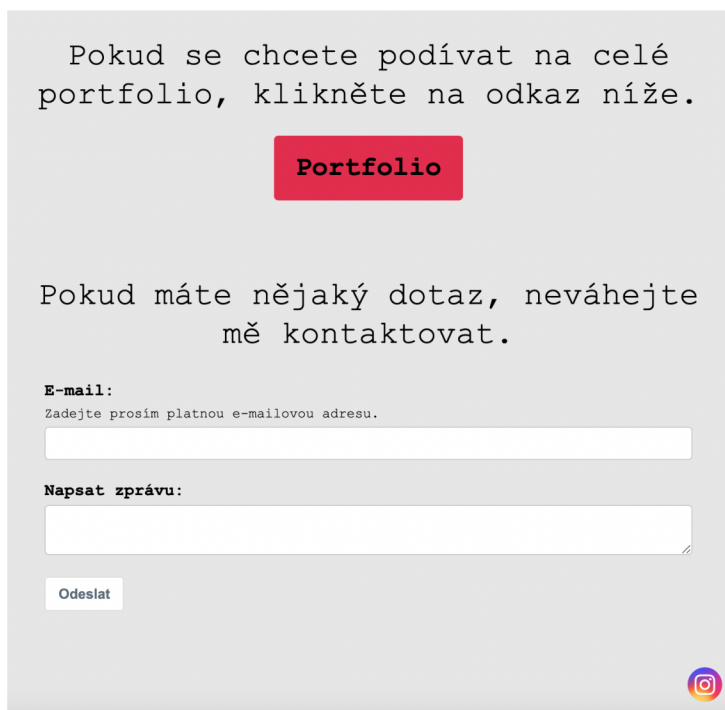 Pokud se chcete podívat na celé
portfolio, klikněte na odkaz níže.
Portfolio
Pokud máte nějaký dotaz, neváhejte
mě kontaktovat.
E-mail:
Zadejte prosím platnou e-mailovou adresu.
Napsat zprávu:
Odeslat